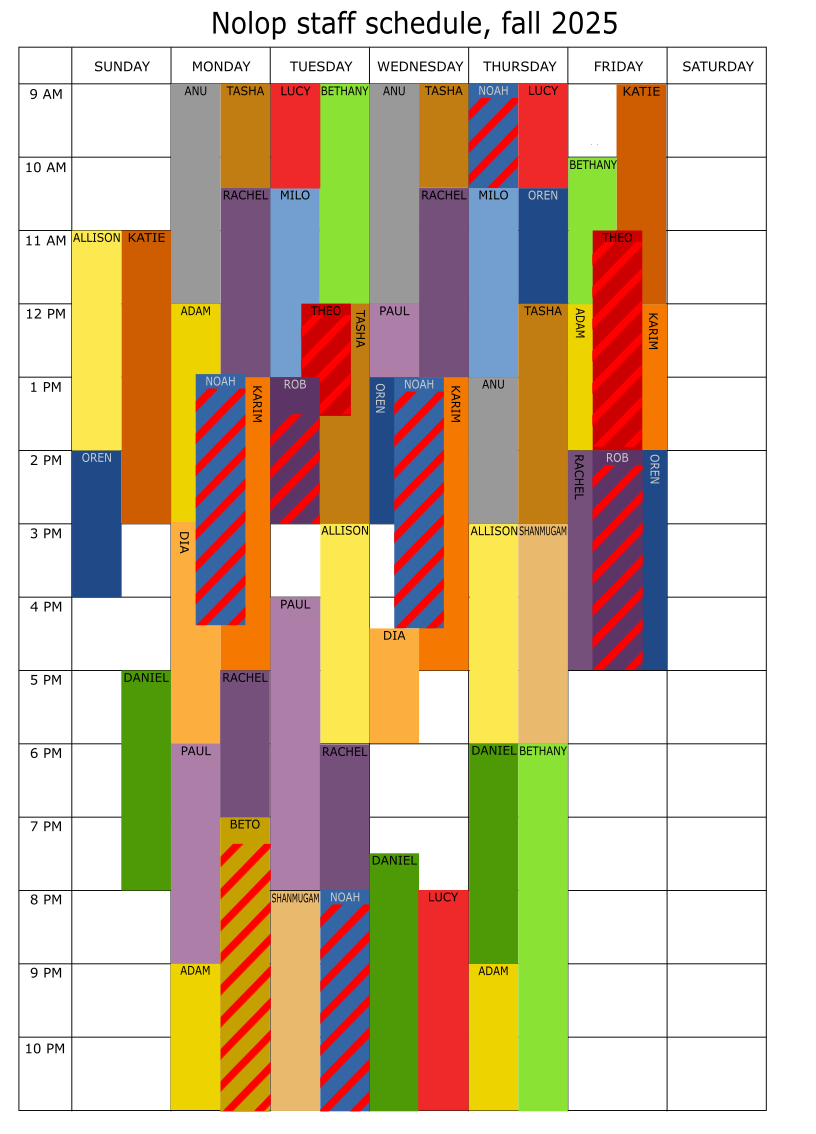 Nolop staff schedule, fall 2025
SUNDAY MONDAY TUESDAY WEDNESDAY THURSDAY FRIDAY SATURDAY
9 AM ANU TASHA LUCY BETHANY ANU TASHA NOAH LUCY KATIE
10 AM BETHANY
RACHEL MILO RACHEL MILO OREN
11 AM ALLISON KATIE THEO
12 PM ADAM THEO TASHA PAUL TASHA ADAM KARIM
1 PM NOAH KARIM ROB OREN NOAH KARIM ANU
2 PM OREN RACHEL ROB OREN
3 PM DIA ALLISON ALLISON SHANMUGAM
4 PM PAUL
DIA
5 PM DANIEL RACHEL
6 PM PAUL RACHEL DANIEL BETHANY
7 PM BETO
DANIEL
8 PM SHANMUGAM NOAH LUCY
9 PM ADAM ADAM
10 PM